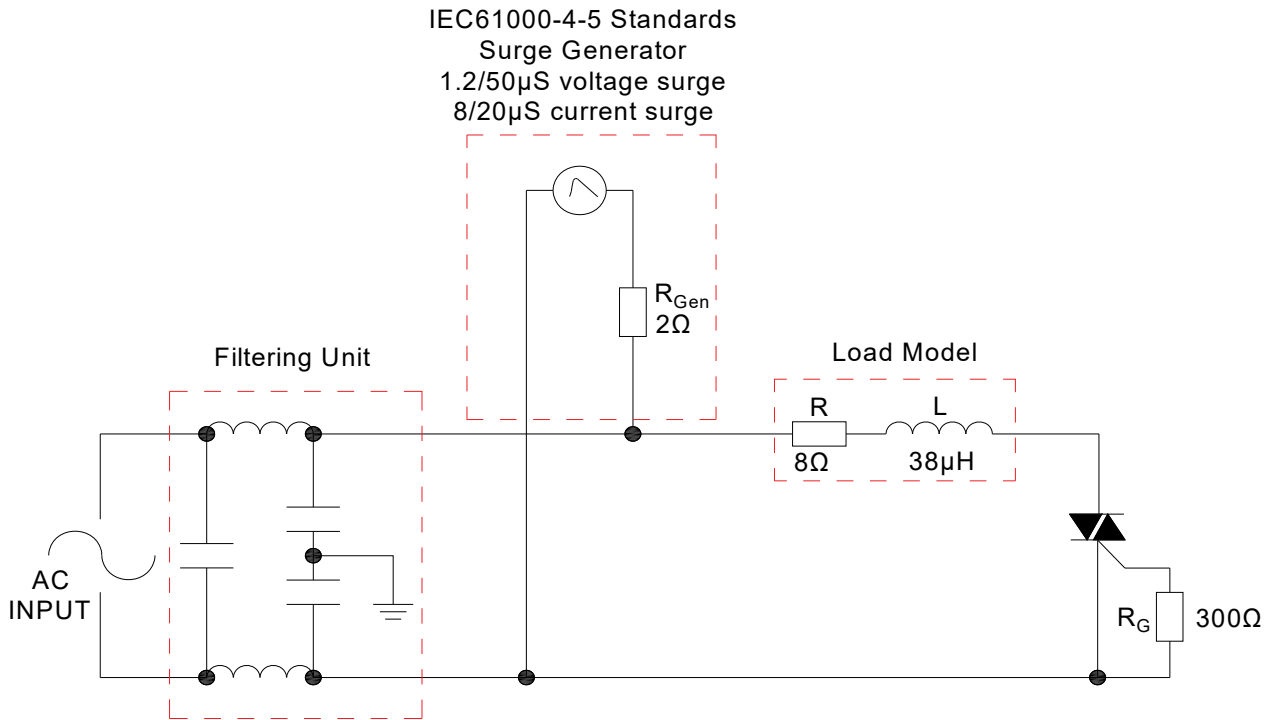 IEC61000-4-5 Standards
Surge Generator
1.2/50µS voltage surge
8/20µS current surge
RGen
2Ω
Filtering Unit
Load Model
R
L
8Ω
38µH
AC
INPUT
RG
300Ω